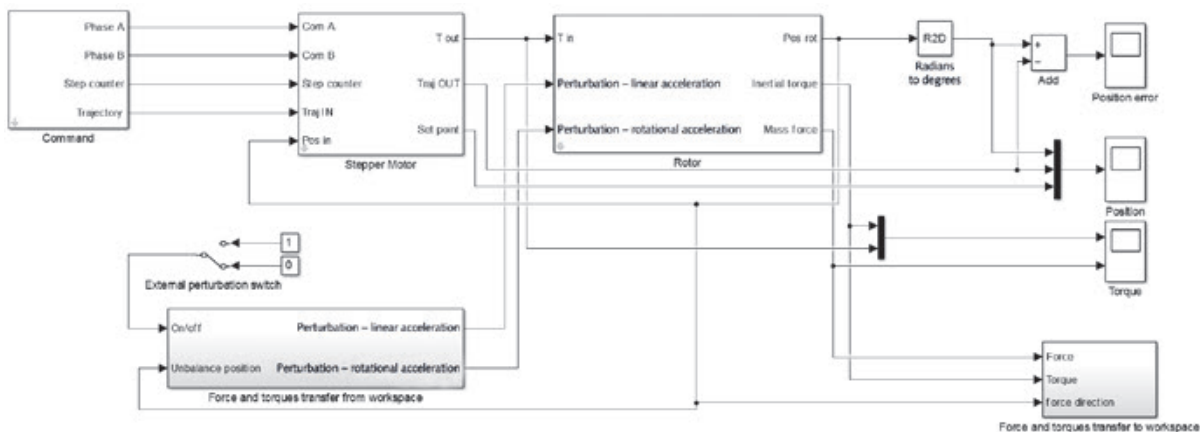 Phase A
Phase B
Step counter
Trajectory
Command
Com A
Com B
Step counter
Traj IN
Pos in
T out
Traj OUT
Set point
Stepper Motor
T in
Perturbation – linear acceleration
Perturbation – rotational acceleration
Pos rot
Inertial torque
Mass force
Rotor
R2D
Radians
to degrees
+
−
Add
Position error
Position
Torque
1
0
External perturbation switch
On/off
Unbalance position
Perturbation – linear acceleration
Perturbation – rotational acceleration
Force and torques transfer from workspace
Force
Torque
force direction
Force and torques transfer to workspace